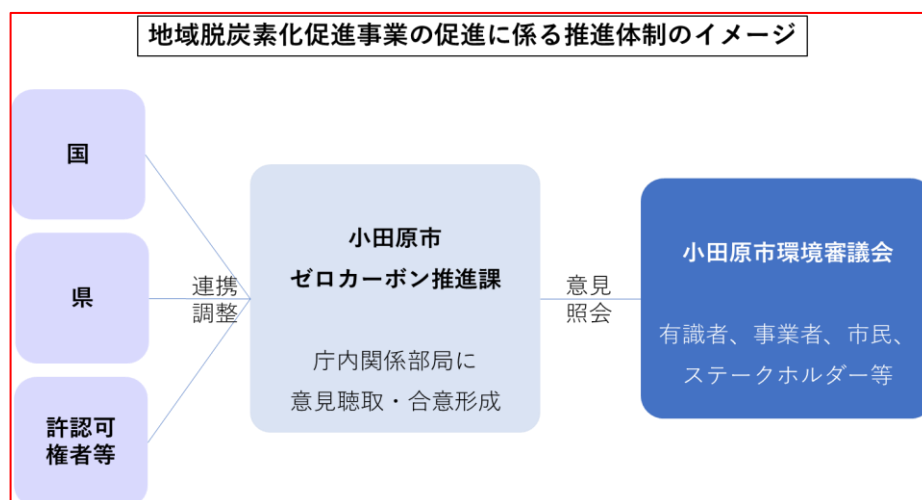 地域脱炭素化促進事業の促進に係る推進体制のイメージ
国
県
許認可
権者等
連携
調整
小田原市
ゼロカーボン推進課
庁内関係部局に
意見聴取・合意形成
意見
照会
小田原市環境審議会
有識者、事業者、市民、
ステークホルダー等